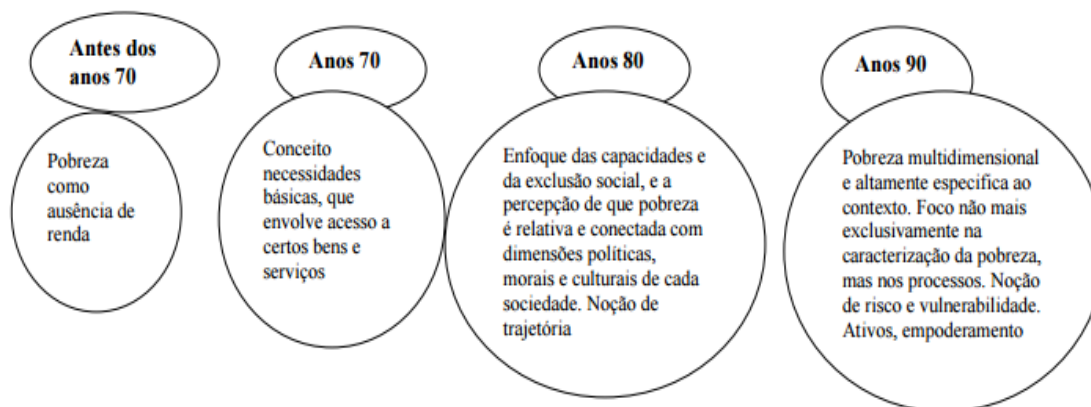 Antes dos
anos 70
Pobreza
como
ausência de
renda
Anos 70
Conceito
necessidades
básicas, que
envolve acesso a
certos bens e
serviços
Anos 80
Enfoque das capacidades e
da exclusão social, e a
percepção de que pobreza
é relativa e conectada com
dimensões políticas,
morais e culturais de cada
sociedade. Noção de
trajetória
Anos 90
Pobreza multidimensional
e altamente especifica ao
contexto. Foco não mais
exclusivamente na
caracterização da pobreza,
mas nos processos. Noção
de risco e vulnerabilidade.
Ativos, empoderamento